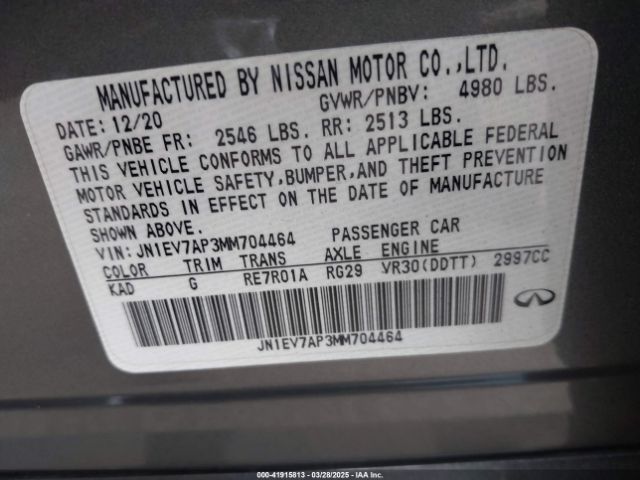 MANUFACTURED BY NISSAN MOTOR CO.,LTD.
DATE: 12/20 GVWR/PNBV: 4980 LBS.
GAWR/PNBE FR: 2546 LBS. RR: 2513 LBS.
THIS VEHICLE CONFORMS TO ALL APPLICABLE FEDERAL
MOTOR VEHICLE SAFETY,BUMPER,AND THEFT PREVENTION
STANDARDS IN EFFECT ON THE DATE OF MANUFACTURE
SHOWN ABOVE.
VIN: JN1EV7AP3MM704464 PASSENGER CAR
COLOR TRIM TRANS AXLE ENGINE
KAD G RE7R01A RG29 VR30(DDTT) 2997CC
JN1EV7AP3MM704464
00-41915813 - 03/28/2025 - IAA Inc.